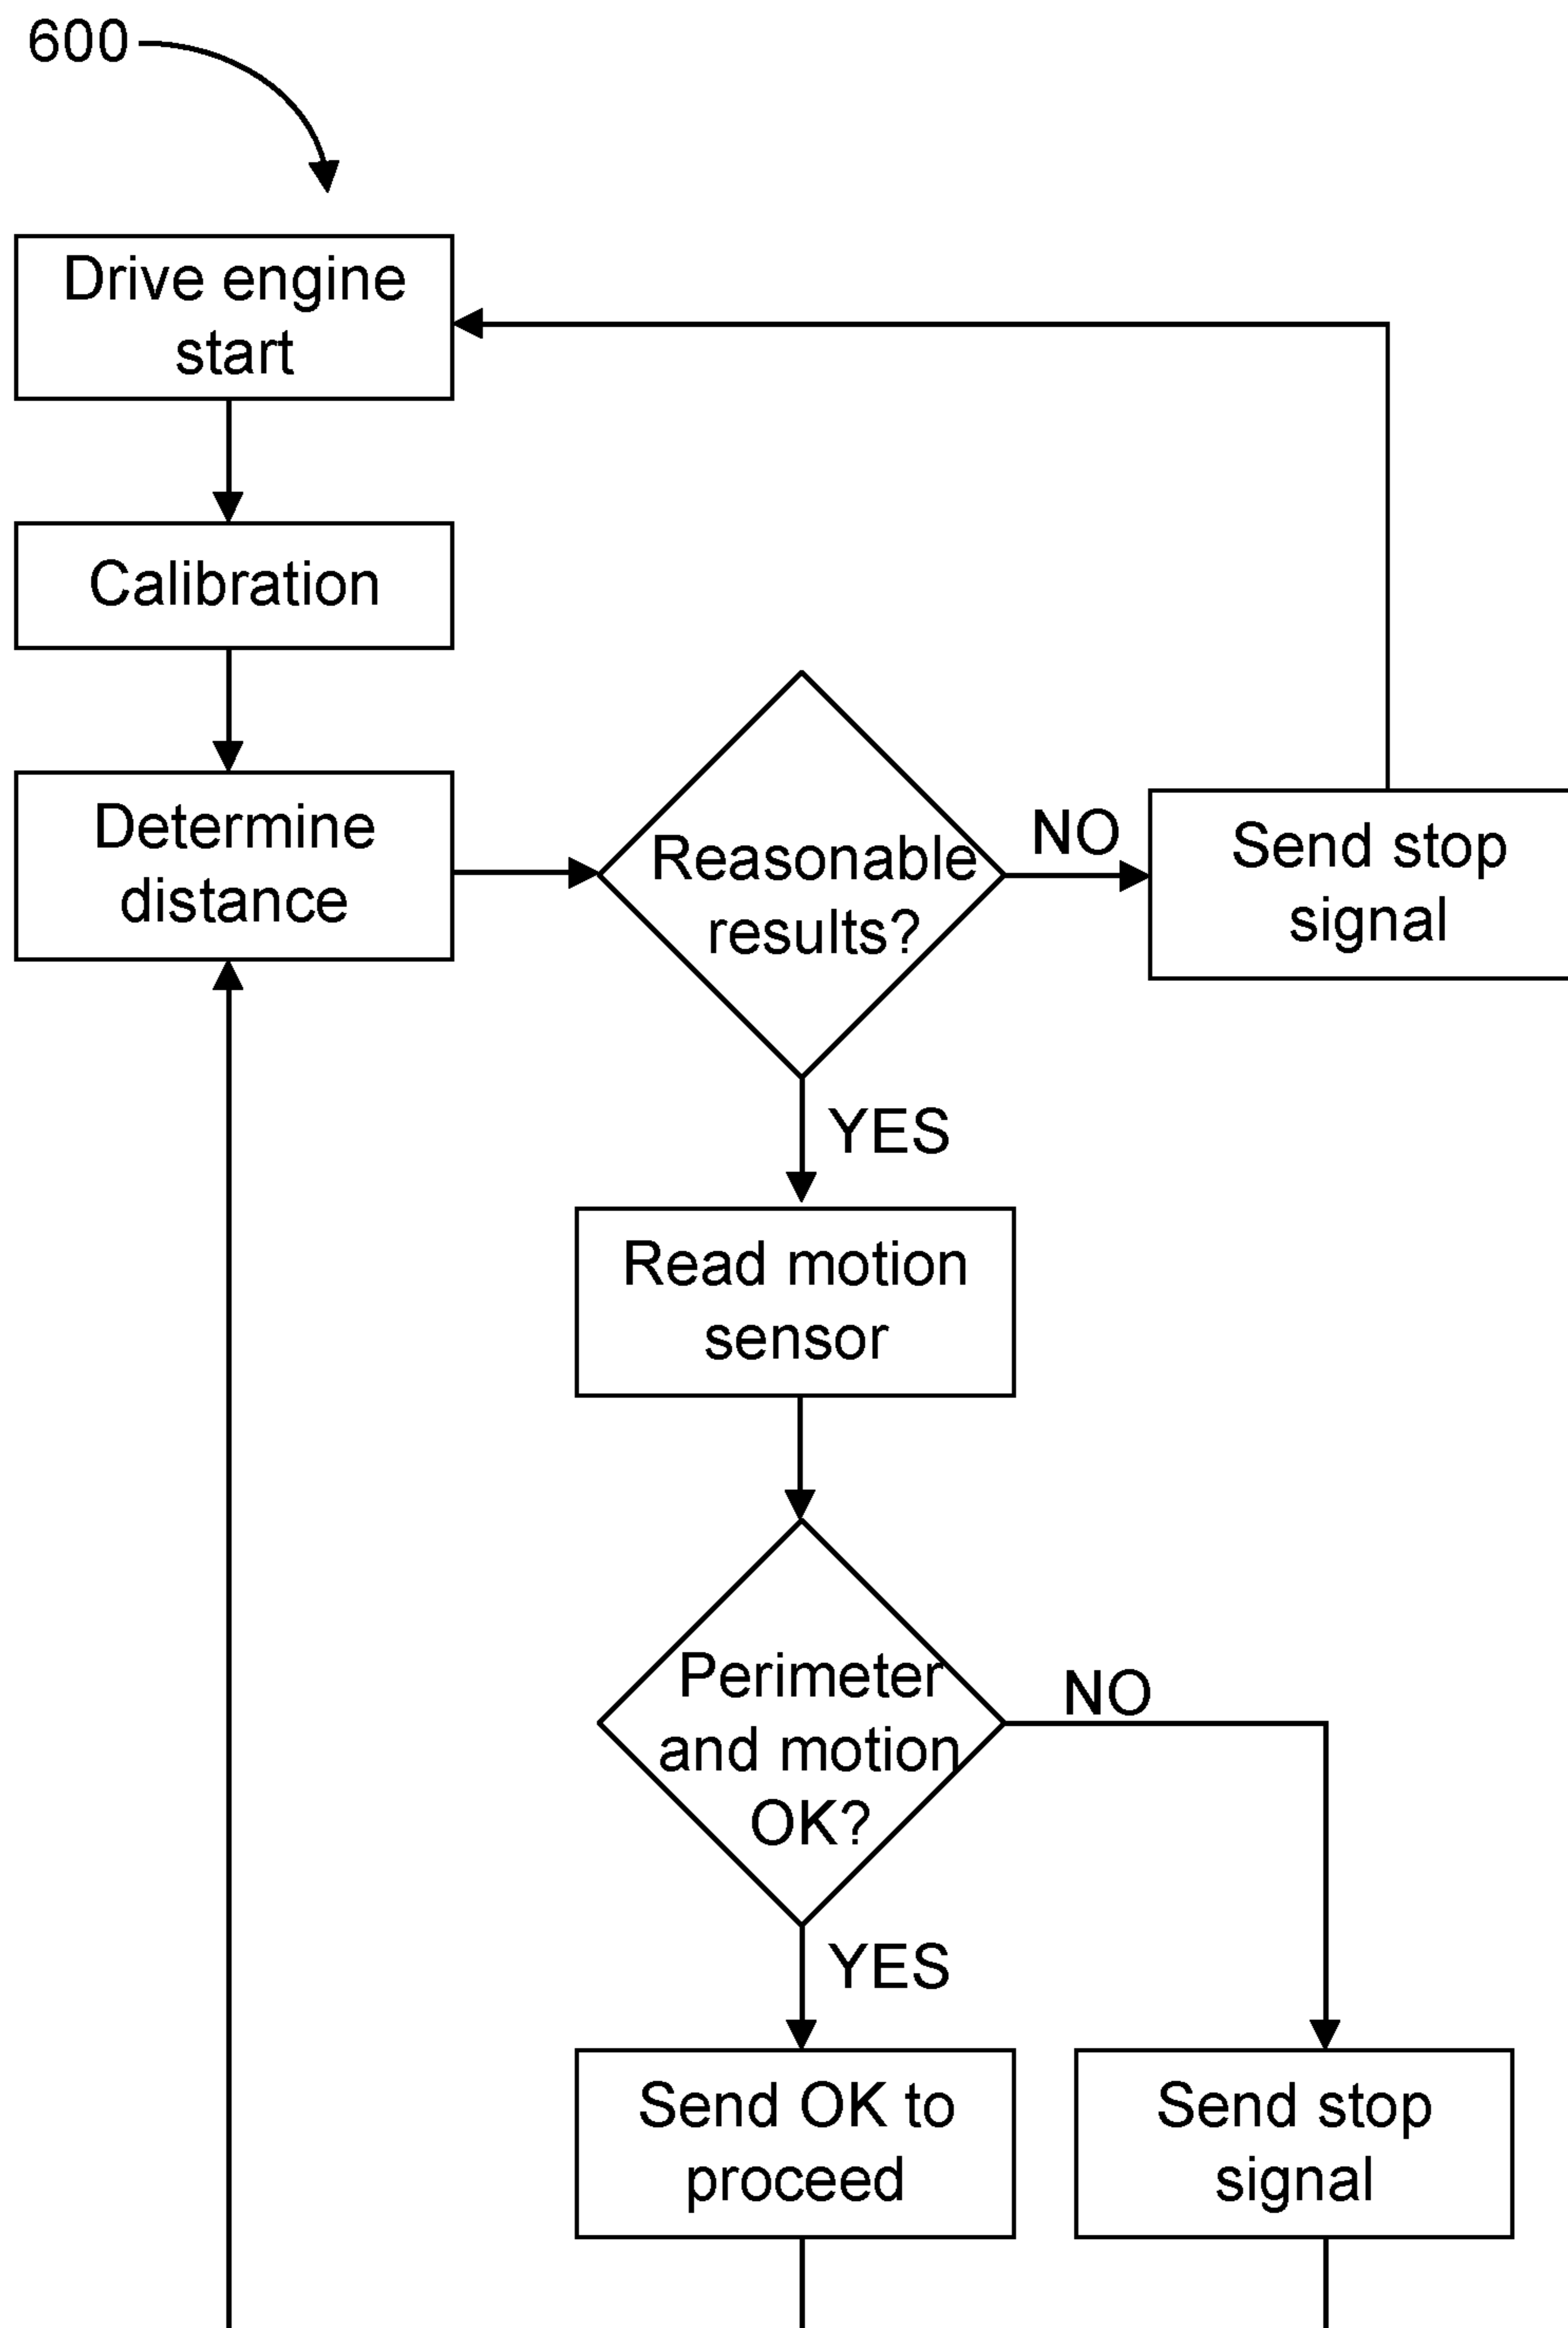 600
Drive engine
start
Calibration
Determine
distance
Reasonable
results?
NO
Send stop
signal
YES
Read motion
sensor
Perimeter
and motion
OK?
NO
YES
Send OK to
proceed
Send stop
signal